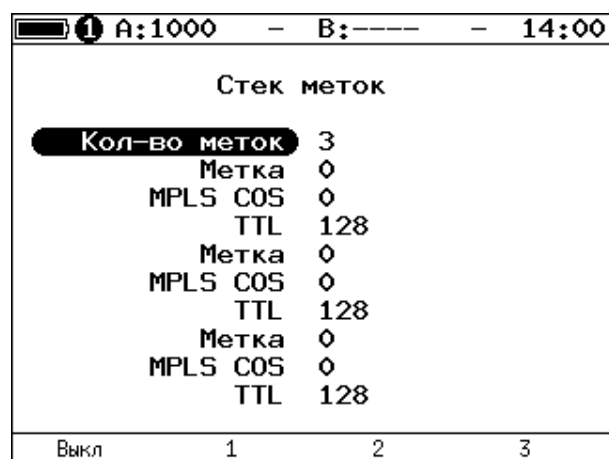 1 A:1000 – B:---- – 14:00
Стек меток
Кол-во меток 3
Метка 0
MPLS COS 0
TTL 128
Метка 0
MPLS COS 0
TTL 128
Метка 0
MPLS COS 0
TTL 128
Выкл 1 2 3